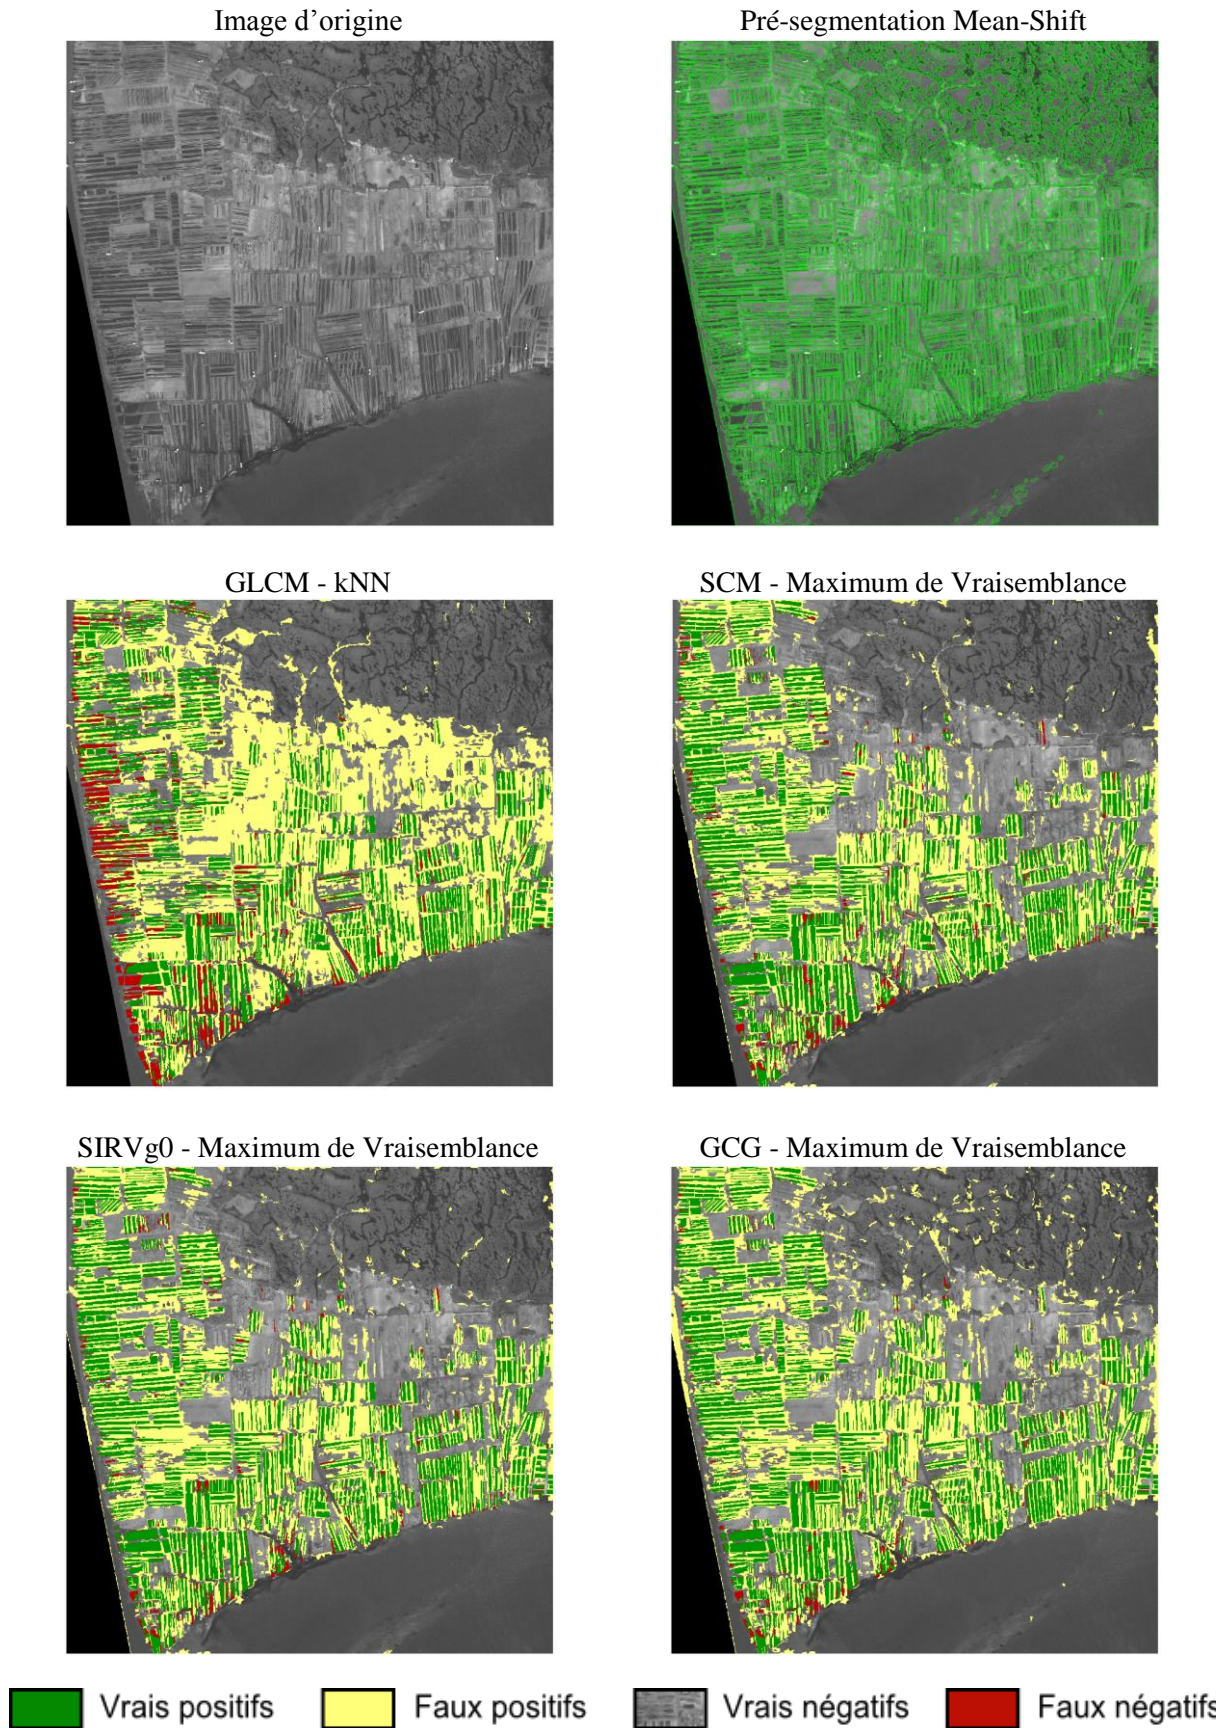 Image d’origine
Pré-segmentation Mean-Shift
GLCM - kNN
SCM - Maximum de Vraisemblance
SIRVg0 - Maximum de Vraisemblance
GCG - Maximum de Vraisemblance
Vrais positifs
Faux positifs
Vrais négatifs
Faux négatifs